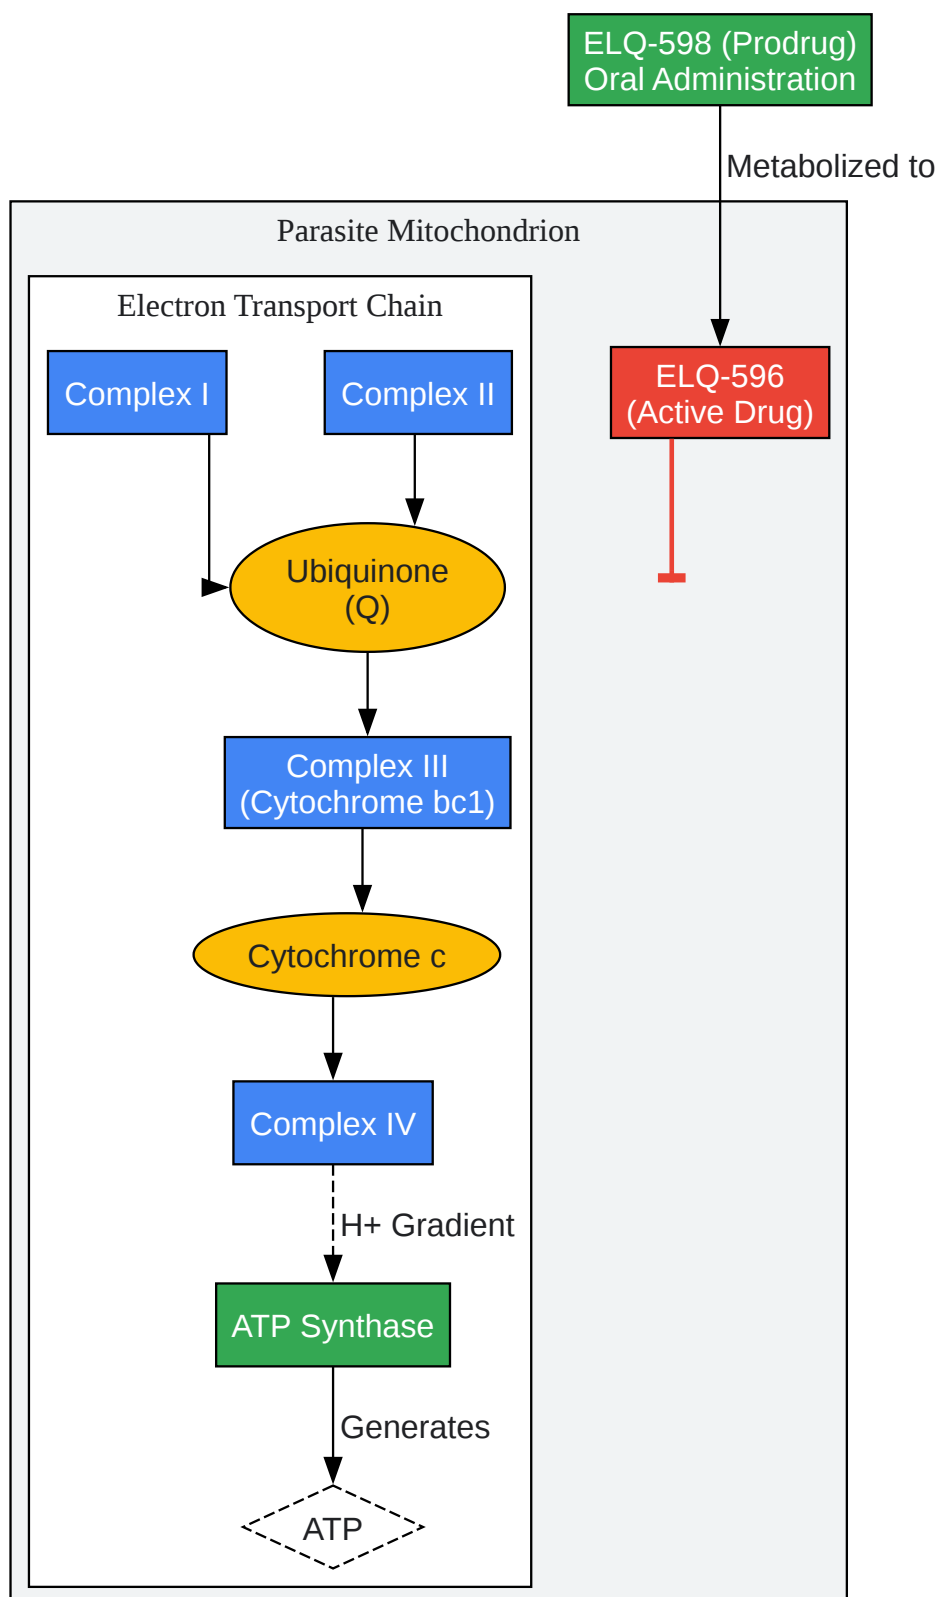 ELQ-598 (Prodrug)
Oral Administration
Metabolized to
Parasite Mitochondrion
Electron Transport Chain
Complex I
Complex II
ELQ-596
(Active Drug)
Ubiquinone
(Q)
Complex III
(Cytochrome bc1)
Cytochrome c
Complex IV
H+ Gradient
ATP Synthase
Generates
ATP